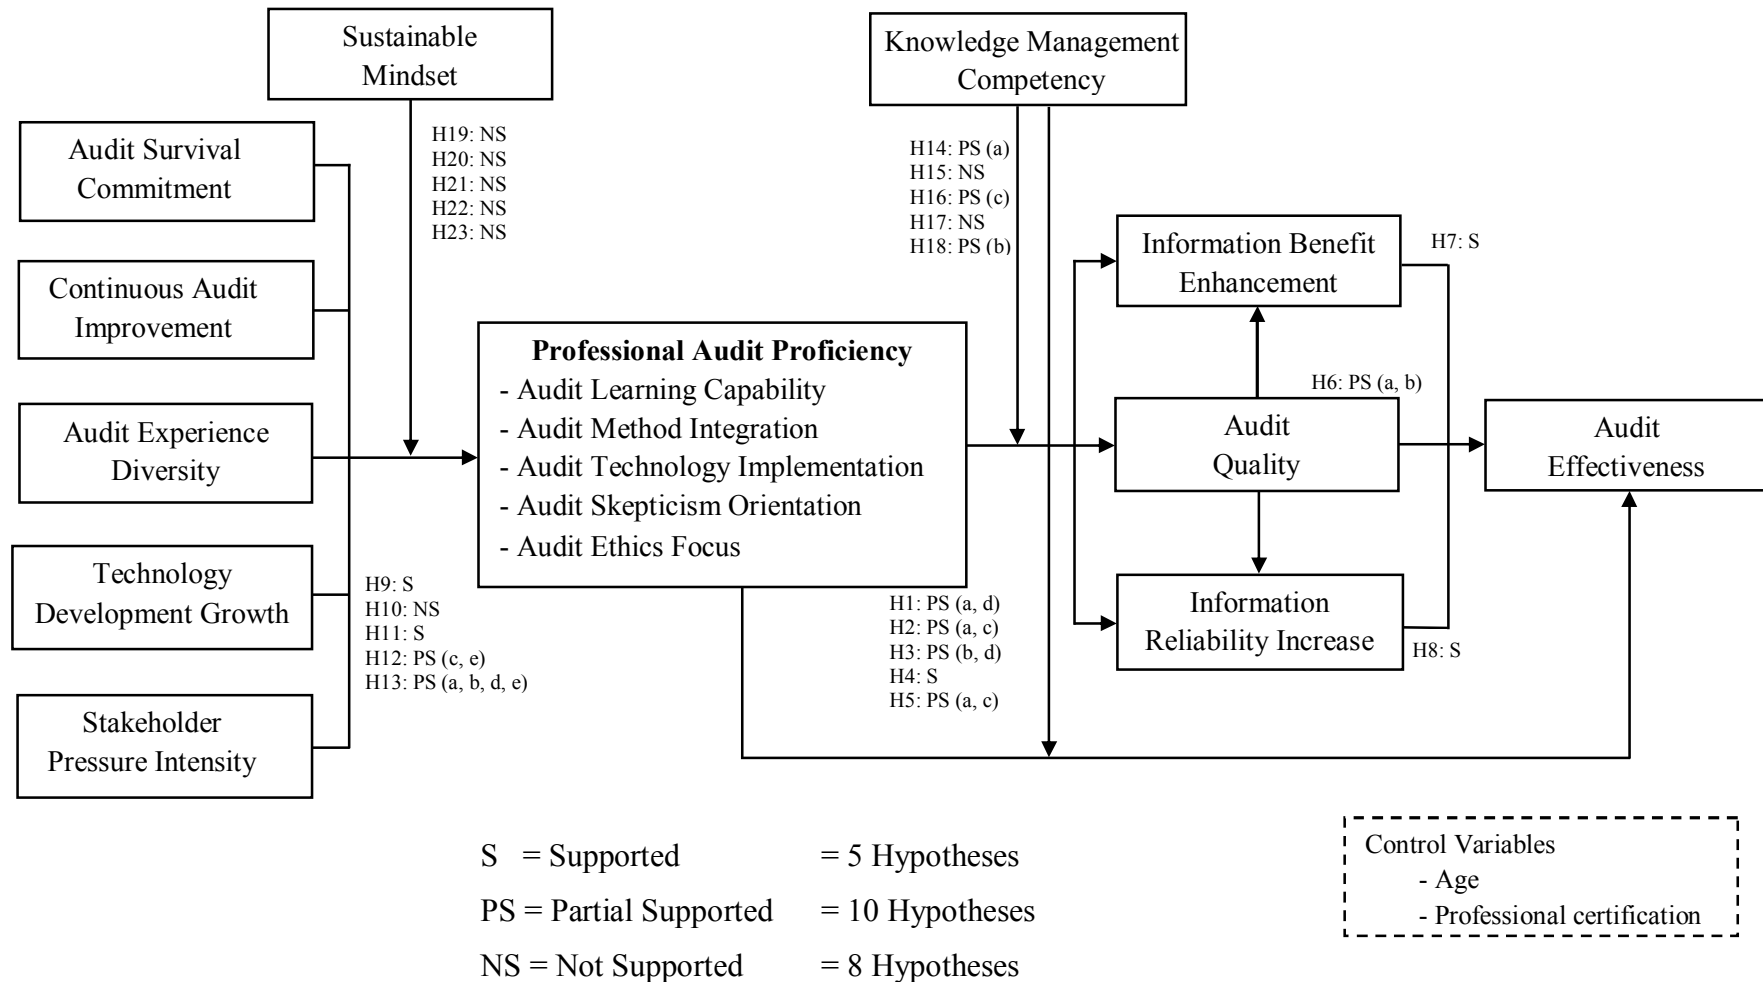 Sustainable
Mindset
Knowledge Management
Competency
H19: NS
H20: NS
H21: NS
H22: NS
H23: NS
H14: PS (a)
H15: NS
H16: PS (c)
H17: NS
H18: PS (b)
Audit Survival
Commitment
Continuous Audit
Improvement
Audit Experience
Diversity
Technology
Development Growth
Stakeholder
Pressure Intensity
H9: S
H10: NS
H11: S
H12: PS (c, e)
H13: PS (a, b, d, e)
Professional Audit Proficiency
- Audit Learning Capability
- Audit Method Integration
- Audit Technology Implementation
- Audit Skepticism Orientation
- Audit Ethics Focus
H1: PS (a, d)
H2: PS (a, c)
H3: PS (b, d)
H4: S
H5: PS (a, c)
Information Benefit
Enhancement
H7: S
H6: PS (a, b)
Audit
Quality
Information
Reliability Increase
H8: S
Audit
Effectiveness
S = Supported = 5 Hypotheses
PS = Partial Supported = 10 Hypotheses
NS = Not Supported = 8 Hypotheses
Control Variables
- Age
- Professional certification